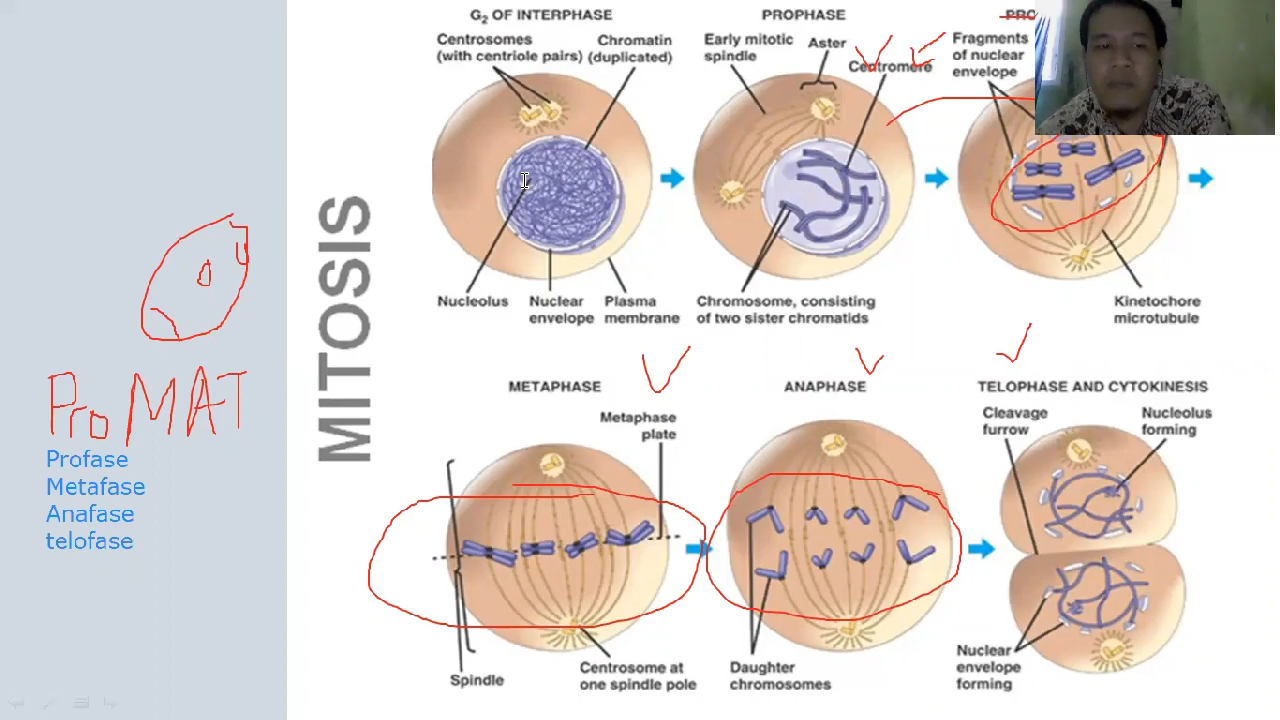 G2 OF INTERPHASE
PROPHASE
PRO
Centrosomes
(with centriole pairs)
Chromatin
(duplicated)
Early mitotic
spindle
Aster
Centromere
Fragments
of nuclear
envelope
Nucleolus
Nuclear
envelope
Plasma
membrane
Chromosome, consisting
of two sister chromatids
Kinetochore
microtubule
MITOSIS
Pro MAT
Profase
Metafase
Anafase
telofase
METAPHASE
ANAPHASE
TELOPHASE AND CYTOKINESIS
Metaphase
plate
Cleavage
furrow
Nucleolus
forming
Spindle
Centrosome at
one spindle pole
Daughter
chromosomes
Nuclear
envelope
forming